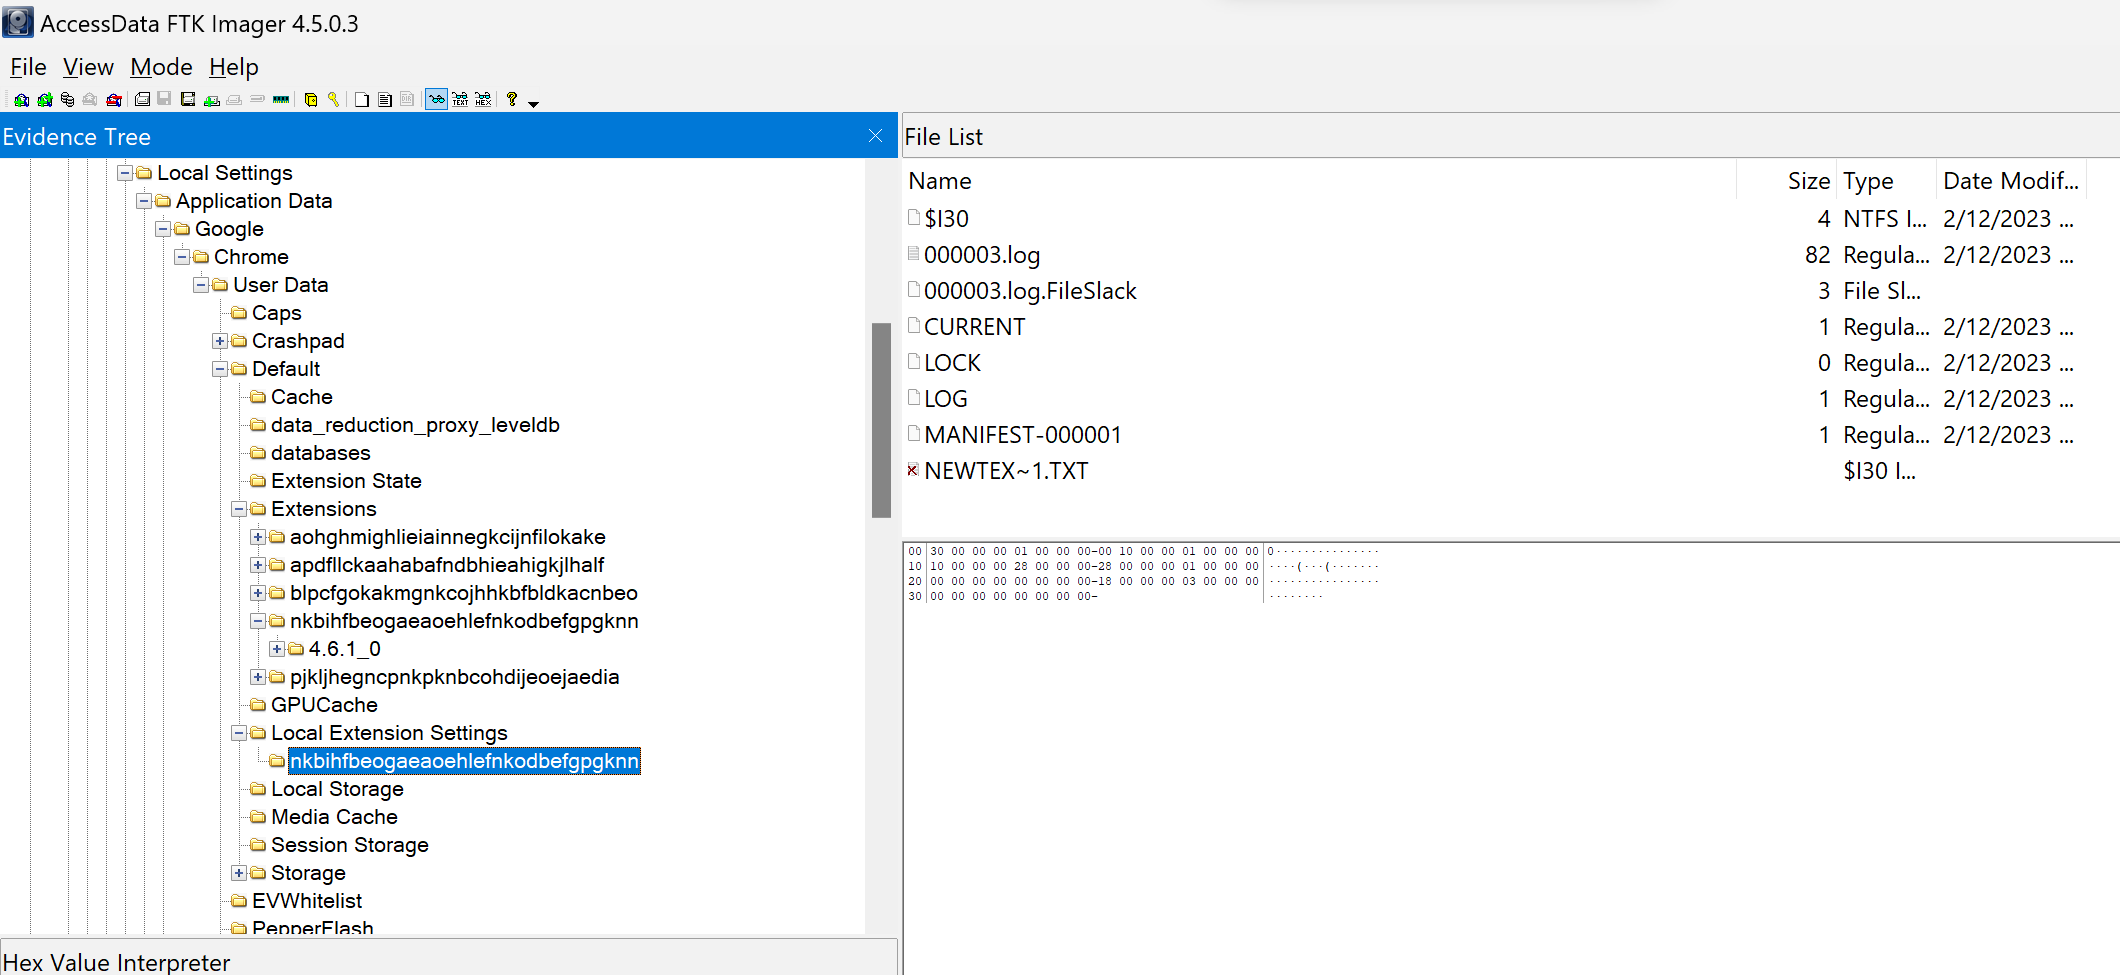 AccessData FTK Imager 4.5.0.3
File View Mode Help
Evidence Tree
Local Settings
Application Data
Google
Chrome
User Data
Caps
Crashpad
Default
Cache
data_reduction_proxy_leveldb
databases
Extension State
Extensions
aohghmighlieiainnegkcijnfilokake
apdfllckaahabafndbhieahigkjlhalf
blpcfgokakmgnkcojhhkbfbldkacnbeo
nkbihfbeogaeaoehlefnkodbefgpgknn
4.6.1_0
pjkljhegncpnkpknbcohdijeoejaedia
GPUCache
Local Extension Settings
nkbihfbeogaeaoehlefnkodbefgpgknn
Local Storage
Media Cache
Session Storage
Storage
EVWhitelist
PepperFlash
Hex Value Interpreter
File List
Name Size Type Date Modif...
$I30 4 NTFS I... 2/12/2023 ...
000003.log 82 Regula... 2/12/2023 ...
000003.log.FileSlack 3 File Sl...
CURRENT 1 Regula... 2/12/2023 ...
LOCK 0 Regula... 2/12/2023 ...
LOG 1 Regula... 2/12/2023 ...
MANIFEST-000001 1 Regula... 2/12/2023 ...
NEWTEX~1.TXT $I30 I...
00 30 00 00 00 01 00 00 00-00 10 00 00 01 00 00 00 0···············
10 10 00 00 00 28 00 00 00-28 00 00 00 01 00 00 00 ····(···(·······
20 00 00 00 00 00 00 00 00-18 00 00 00 03 00 00 00 ················
30 00 00 00 00 00 00 00 00- ········